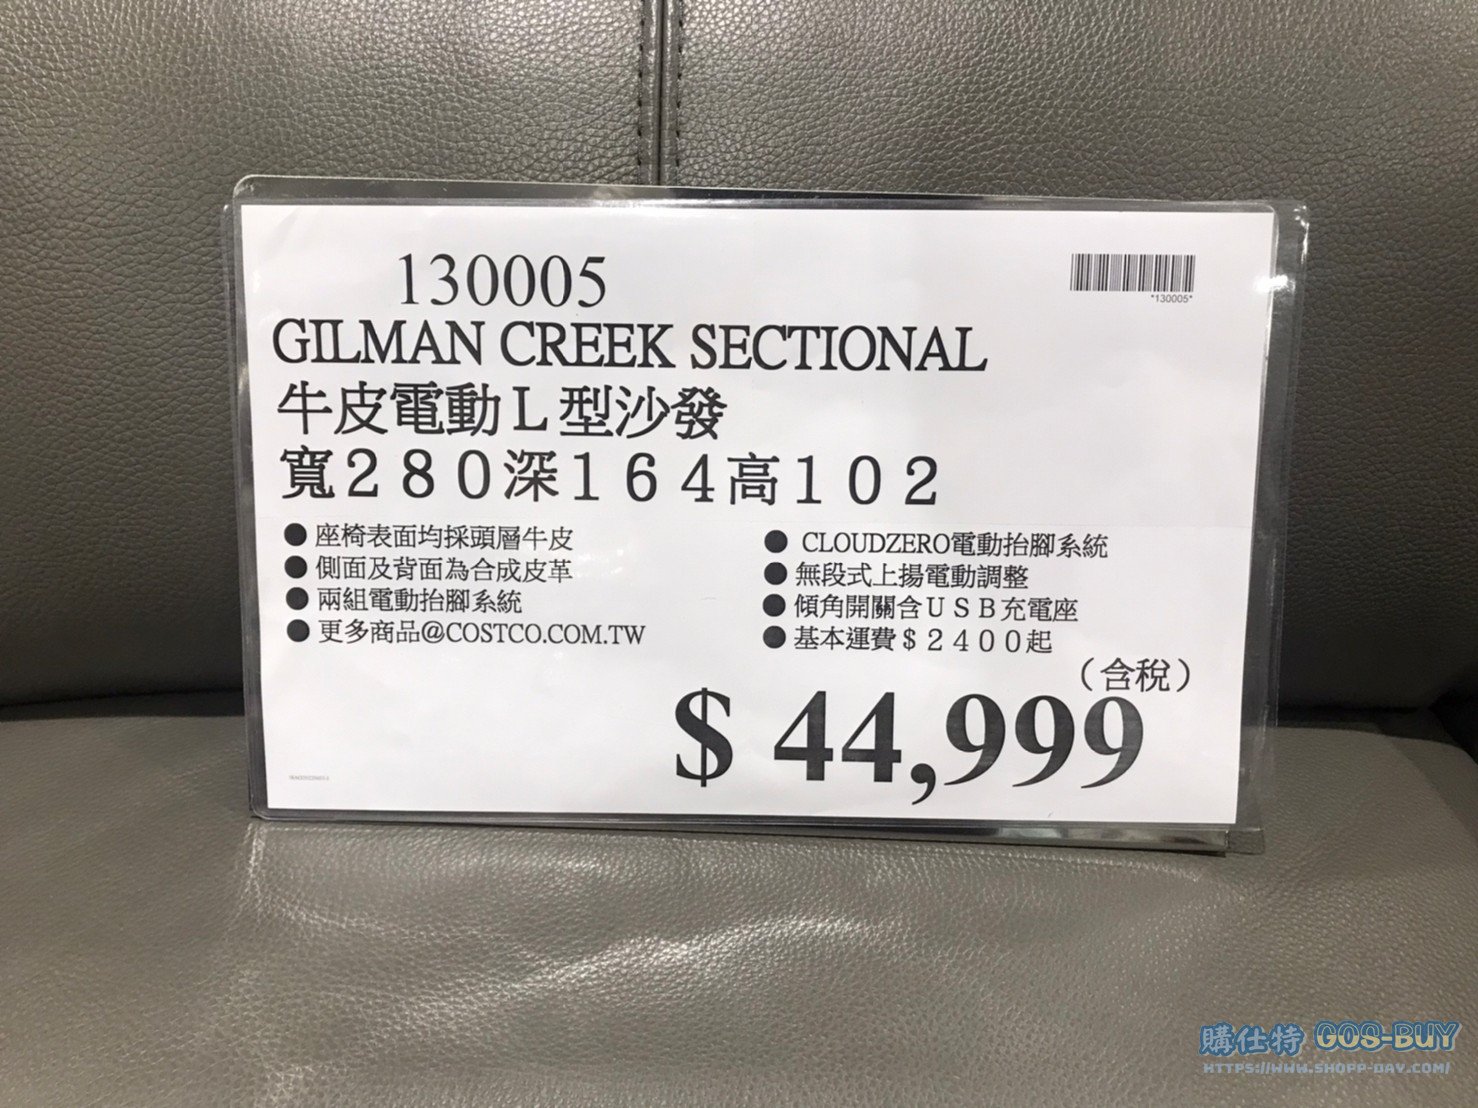 130005
*130005*
GILMAN CREEK SECTIONAL
牛皮電動L型沙發
寬280深164高102
●座椅表面均採頭層牛皮
●側面及背面為合成皮革
●兩組電動抬腳系統
●更多商品@COSTCO.COM.TW
●CLOUDZERO電動抬腳系統
●無段式上揚電動調整
●傾角開關含USB充電座
●基本運費$2400起
（含稅）
$ 44,999
購仕特 GOS-BUY
HTTPS://WWW.SHOPP-DAY.COM/